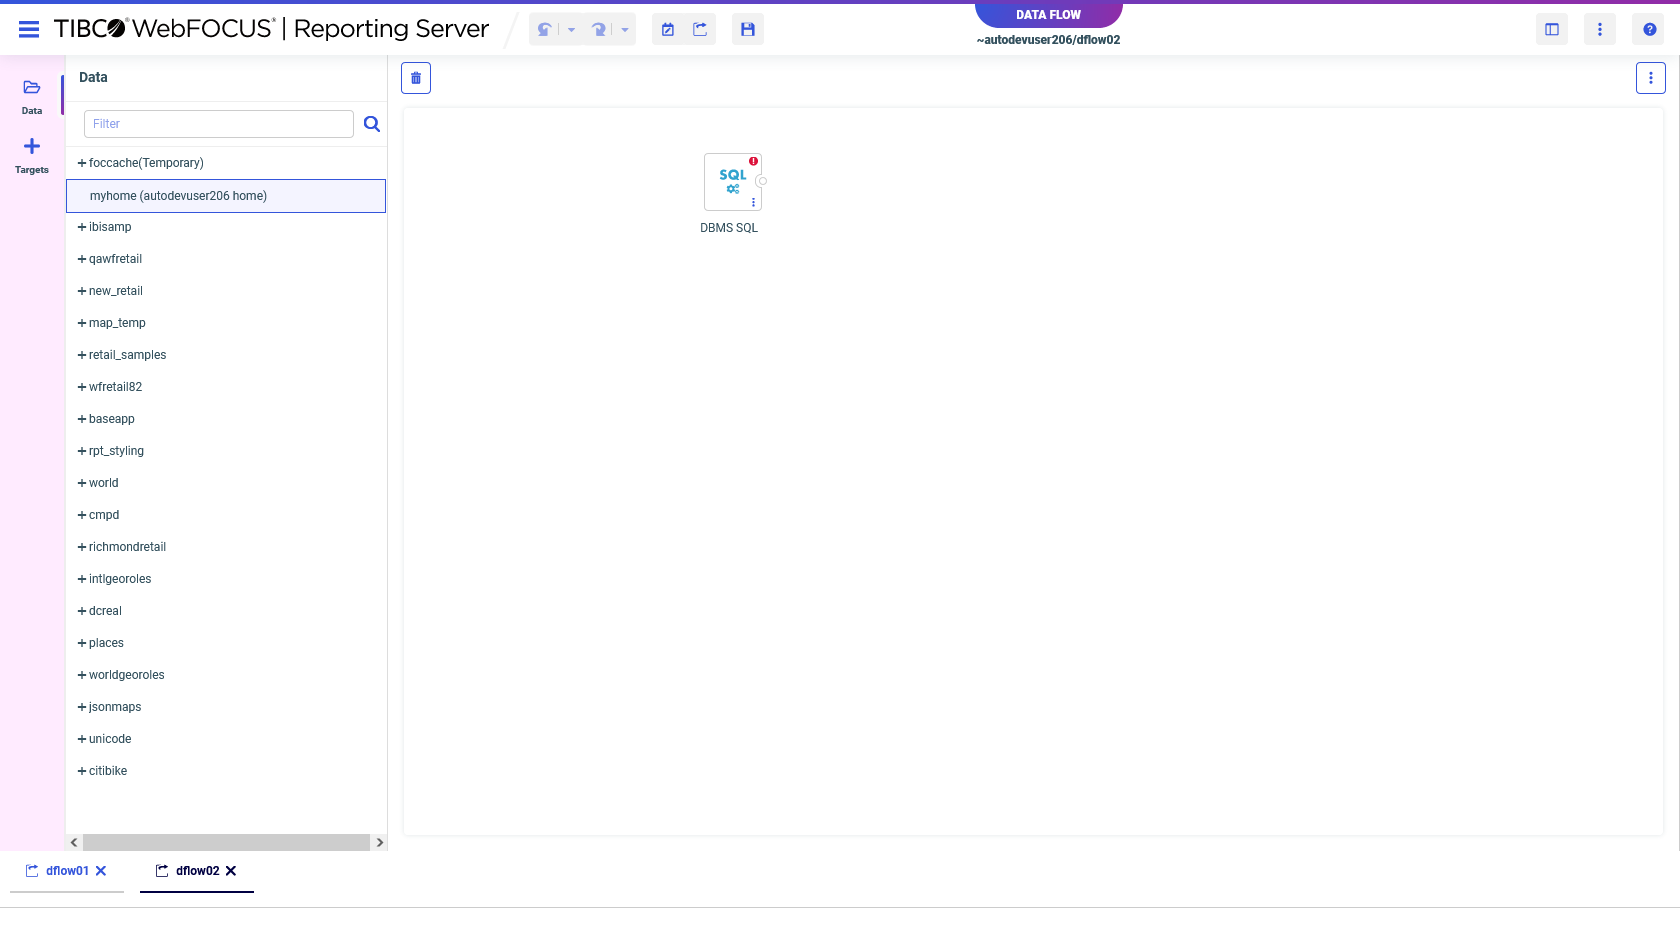 TIBCO® WebFOCUS® | Reporting Server
DATA FLOW
~autodevuser206/dflow02
Data
Targets
Data
Filter
foccache(Temporary)
myhome (autodevuser206 home)
ibisamp
qawfretail
new_retail
map_temp
retail_samples
wfretail82
baseapp
rpt_styling
world
cmpd
richmondretail
intlgeoroles
dcreal
places
worldgeoroles
jsonmaps
unicode
citibike
SQL
DBMS SQL
dflow01
dflow02